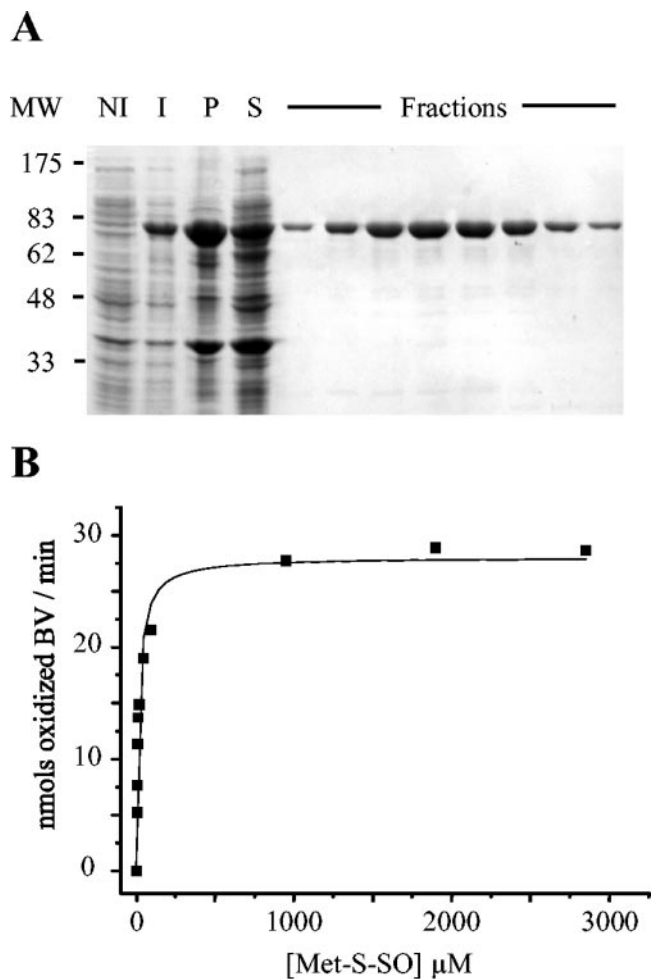 A
MW NI I P S Fractions
175
83
62
48
33
B
30
20
10
0
nmols oxidized BV / min
0 1000 2000 3000
[Met-S-SO] µM